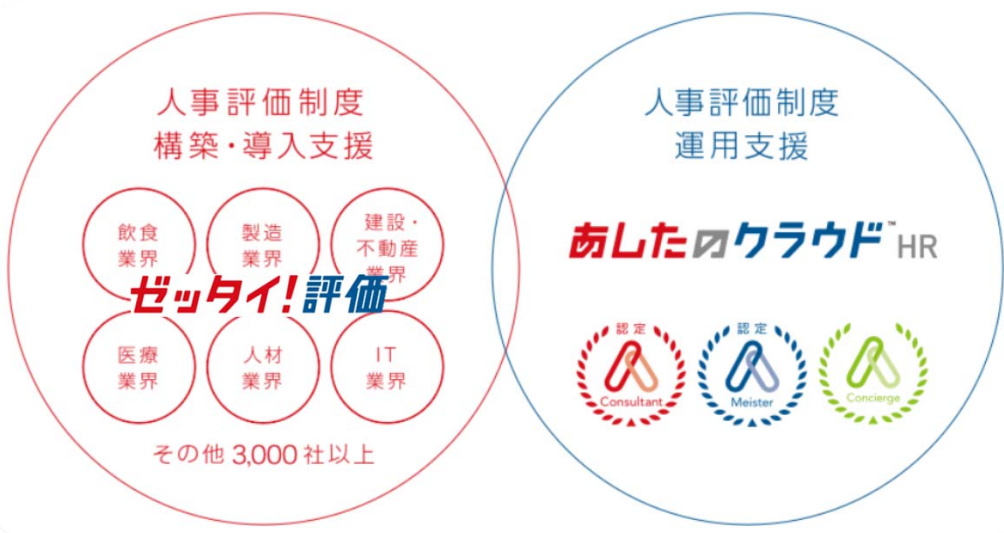 人事評価制度
構築・導入支援
飲食
業界
製造
業界
建設・
不動産
業界
ゼッタイ!評価
医療
業界
人材
業界
IT
業界
その他 3,000 社以上
人事評価制度
運用支援
あしたのクラウド™ HR
認定
Consultant
認定
Meister
Concierge